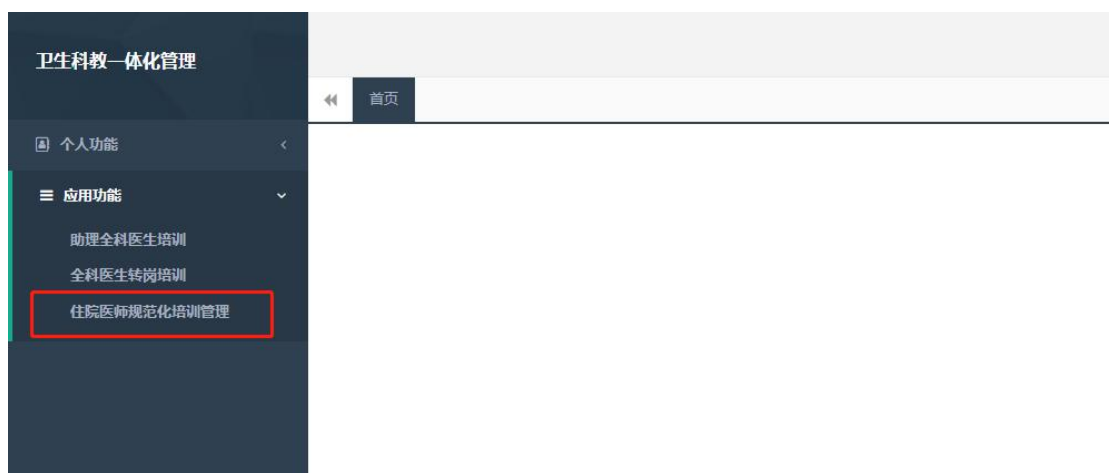 卫生科教一体化管理
首页
个人功能
应用功能
助理全科医生培训
全科医生转岗培训
住院医师规范化培训管理